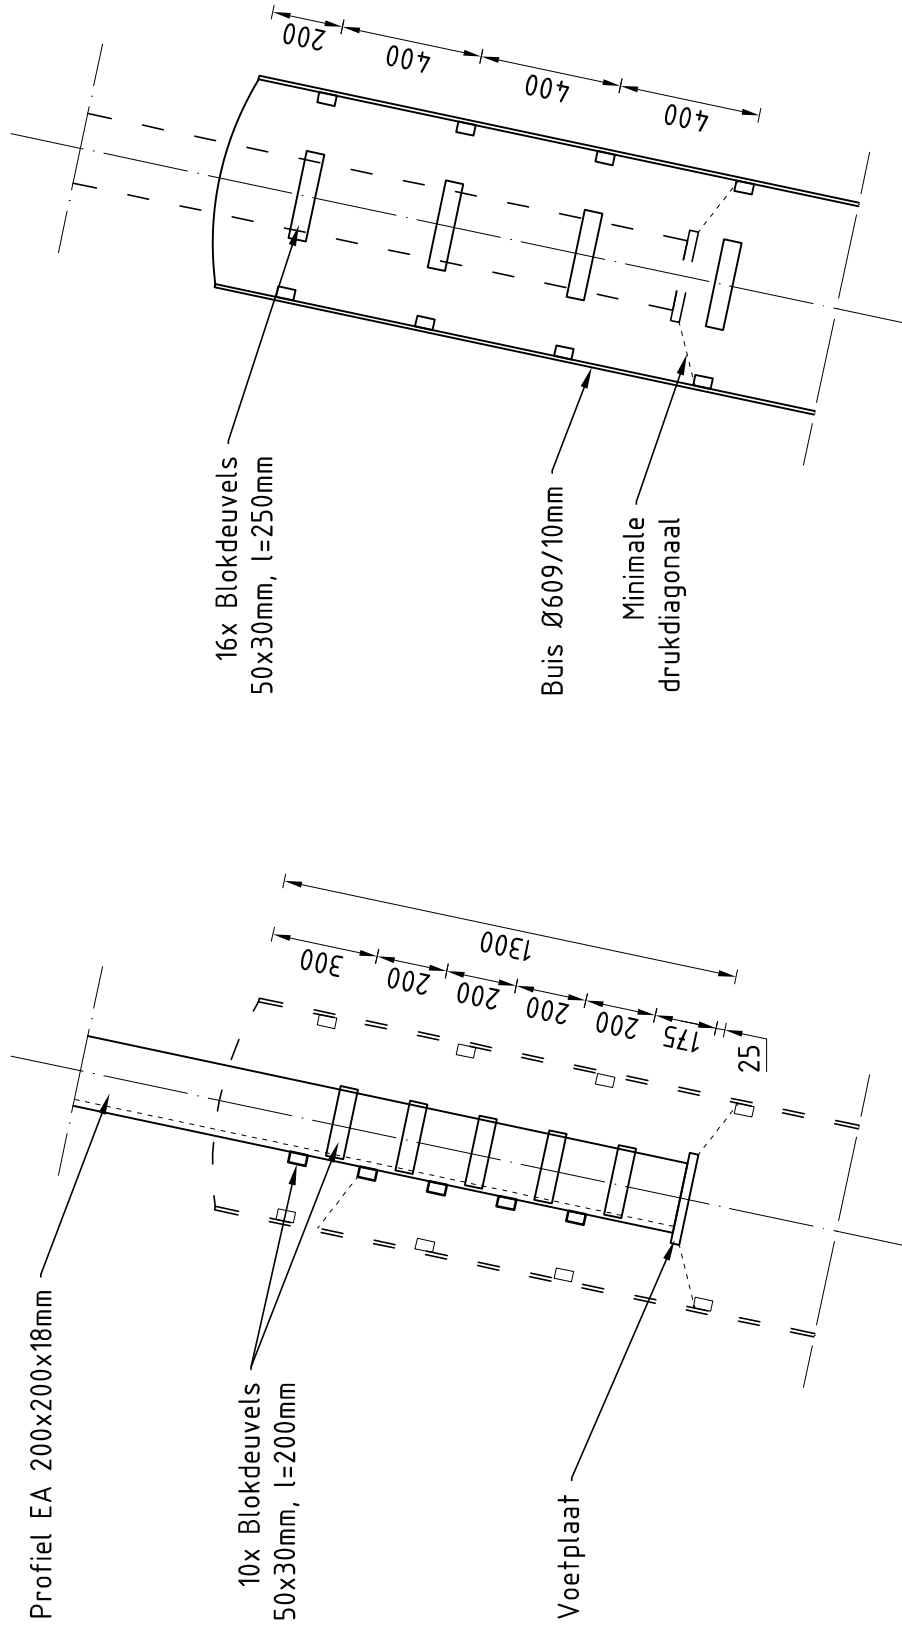 Profiel EA 200x200x18mm
10x Blokdeuvels
50x30mm, l=200mm
Voetplaat
300
200
200
200
200
175
25
1300
16x Blokdeuvels
50x30mm, l=250mm
Buis Ø609/10mm
Minimale
drukdiagonaal
200
400
400
400